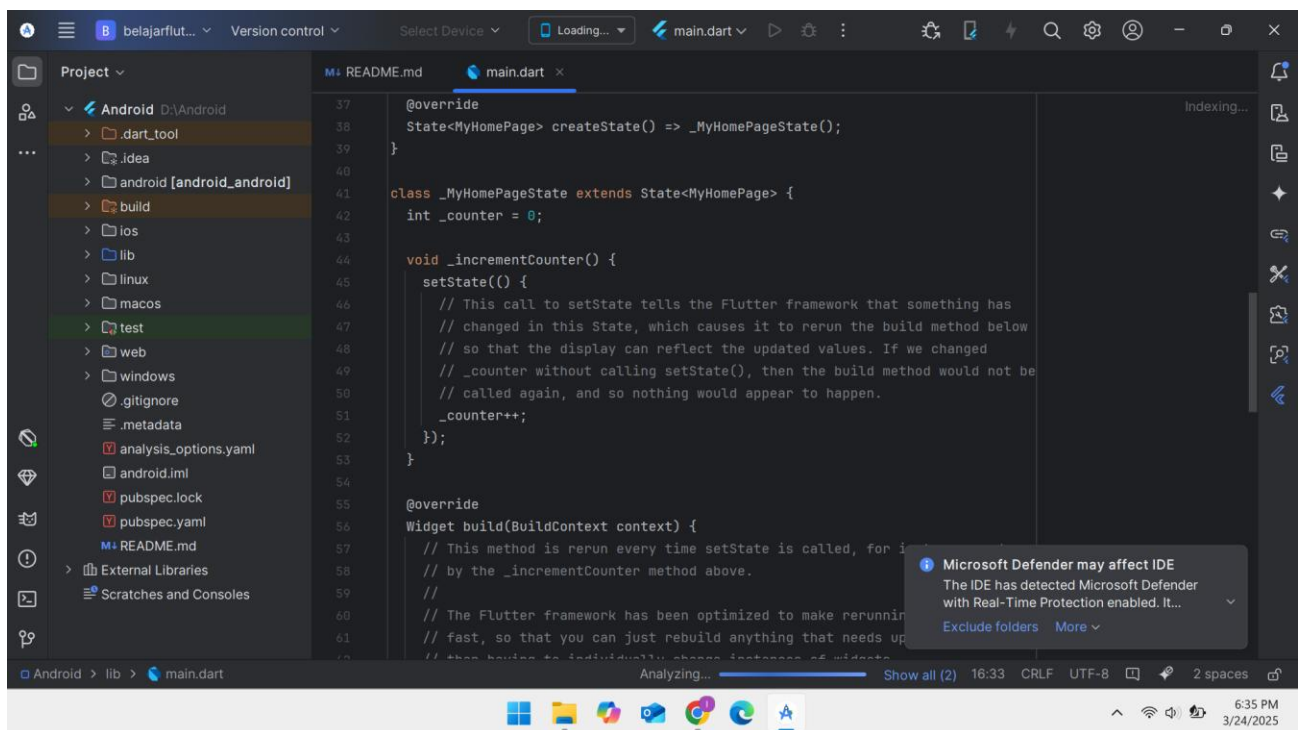 B belajarflut... Version control Select Device Loading... main.dart
Project
M↓ README.md main.dart
Android D:\Android
.dart_tool
.idea
android [android_android]
build
ios
lib
linux
macos
test
web
windows
.gitignore
.metadata
analysis_options.yaml
android.iml
pubspec.lock
pubspec.yaml
M↓ README.md
External Libraries
Scratches and Consoles
Indexing...
37 @override
38 State<MyHomePage> createState() => _MyHomePageState();
39 }
40
41 class _MyHomePageState extends State<MyHomePage> {
42 int _counter = 0;
43
44 void _incrementCounter() {
45 setState(() {
46 // This call to setState tells the Flutter framework that something has
47 // changed in this State, which causes it to rerun the build method below
48 // so that the display can reflect the updated values. If we changed
49 // _counter without calling setState(), then the build method would not be
50 // called again, and so nothing would appear to happen.
51 _counter++;
52 });
53 }
54
55 @override
56 Widget build(BuildContext context) {
57 // This method is rerun every time setState is called, for
58 // by the _incrementCounter method above.
59 //
60 // The Flutter framework has been optimized to make rerunnin
61 // fast, so that you can just rebuild anything that needs up
Microsoft Defender may affect IDE
The IDE has detected Microsoft Defender
with Real-Time Protection enabled. It...
Exclude folders More
Android > lib > main.dart Analyzing... Show all (2) 16:33 CRLF UTF-8 2 spaces
6:35 PM
3/24/2025